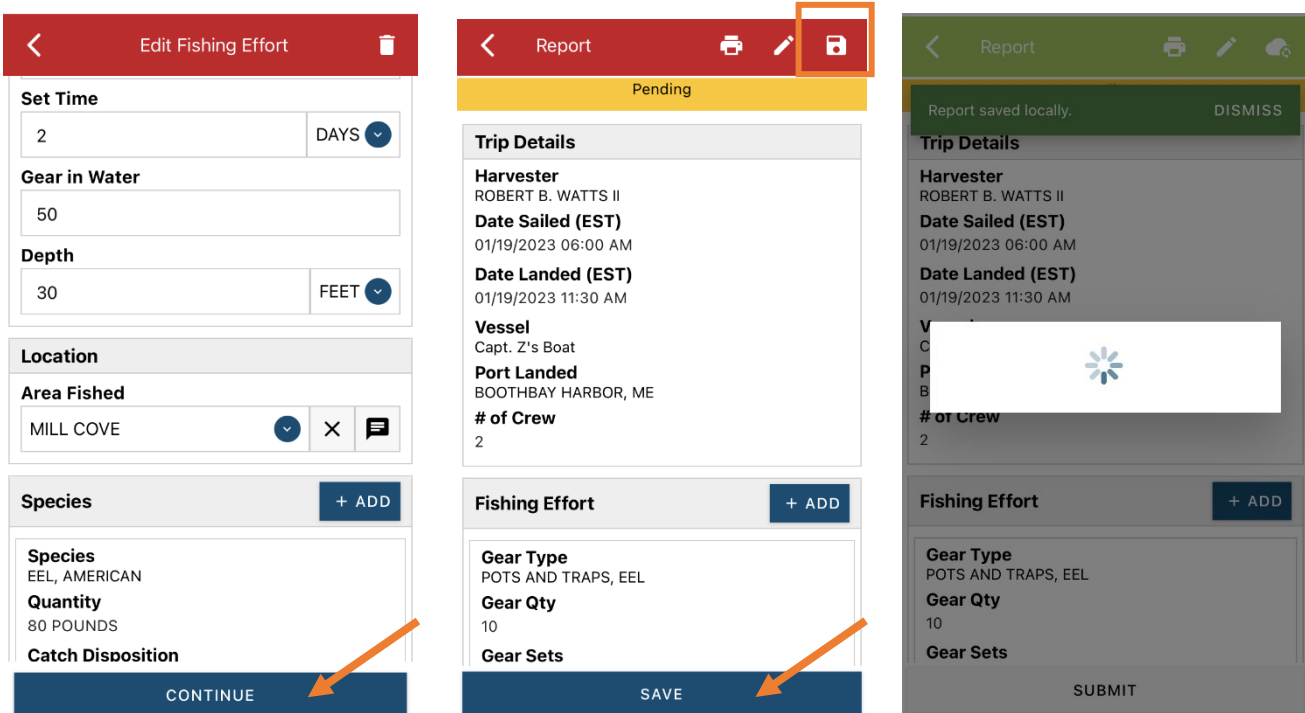 Edit Fishing Effort
Set Time
2
DAYS
Gear in Water
50
Depth
30
FEET
Location
Area Fished
MILL COVE
Species
+ ADD
Species
EEL, AMERICAN
Quantity
80 POUNDS
Catch Disposition
CONTINUE
Report
Pending
Trip Details
Harvester
ROBERT B. WATTS II
Date Sailed (EST)
01/19/2023 06:00 AM
Date Landed (EST)
01/19/2023 11:30 AM
Vessel
Capt. Z's Boat
Port Landed
BOOTHBAY HARBOR, ME
# of Crew
2
Fishing Effort
+ ADD
Gear Type
POTS AND TRAPS, EEL
Gear Qty
10
Gear Sets
SAVE
Report
Report saved locally.
DISMISS
Trip Details
Harvester
ROBERT B. WATTS II
Date Sailed (EST)
01/19/2023 06:00 AM
Date Landed (EST)
01/19/2023 11:30 AM
# of Crew
2
Fishing Effort
+ ADD
Gear Type
POTS AND TRAPS, EEL
Gear Qty
10
Gear Sets
SUBMIT